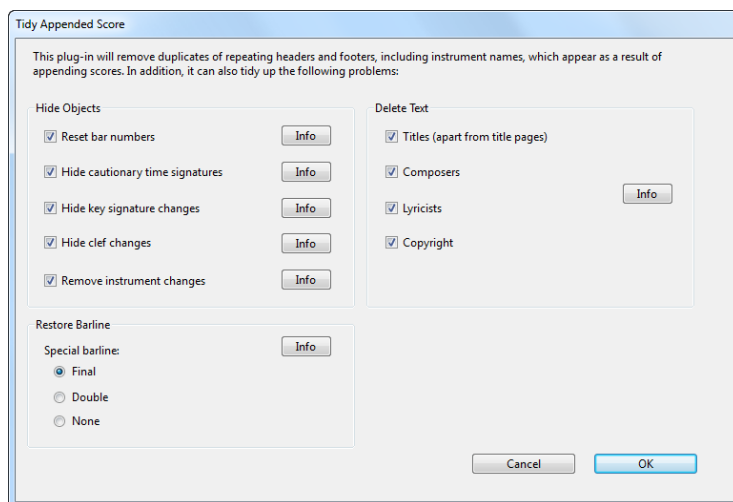 Tidy Appended Score
This plug-in will remove duplicates of repeating headers and footers, including instrument names, which appear as a result of
appending scores. In addition, it can also tidy up the following problems:
Hide Objects
Reset bar numbers
Info
Hide cautionary time signatures
Info
Hide key signature changes
Info
Hide clef changes
Info
Remove instrument changes
Info
Delete Text
Titles (apart from title pages)
Composers
Lyricists
Copyright
Info
Restore Barline
Special barline:
Info
Final
Double
None
Cancel
OK